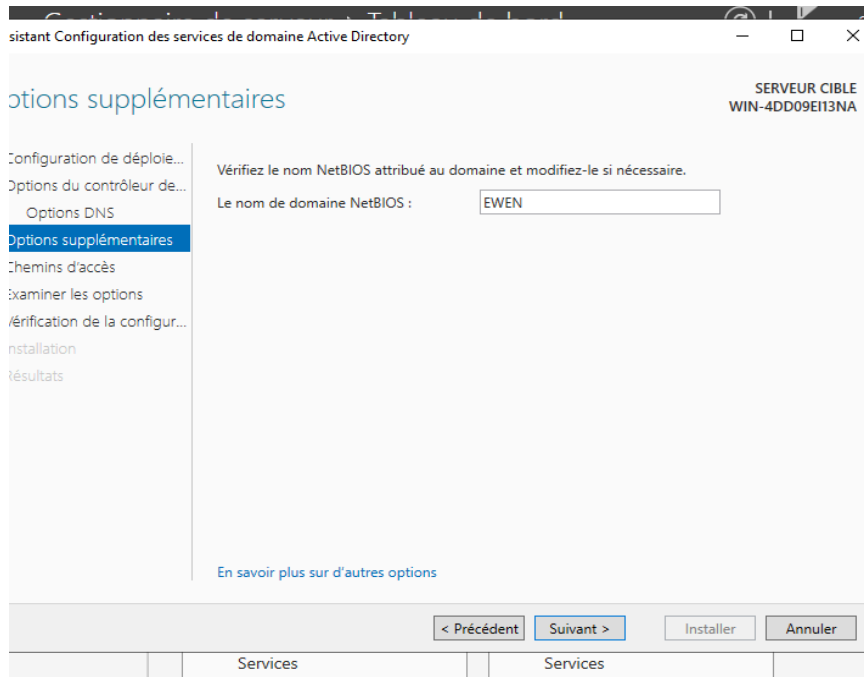 sistant Configuration des services de domaine Active Directory
ptions supplémentaires
SERVEUR CIBLE
WIN-4DD09EI13NA
Configuration de déploie...
Options du contrôleur de...
Options DNS
Options supplémentaires
Chemins d'accès
Examiner les options
Vérification de la configur...
Installation
Résultats
Vérifiez le nom NetBIOS attribué au domaine et modifiez-le si nécessaire.
Le nom de domaine NetBIOS : EWEN
En savoir plus sur d'autres options
< Précédent Suivant > Installer Annuler
Services Services